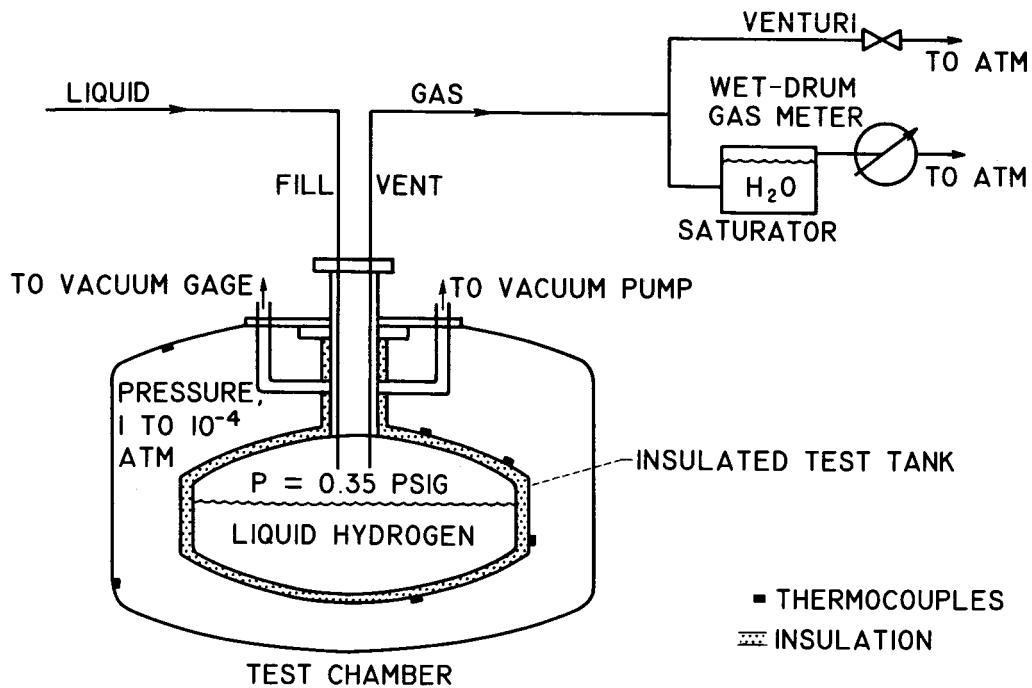 VENTURI
TO ATM
LIQUID
GAS
WET-DRUM
GAS METER
TO ATM
FILL
VENT
H₂O
SATURATOR
TO VACUUM GAGE
TO VACUUM PUMP
PRESSURE,
1 TO 10⁻⁴
ATM
P = 0.35 PSIG
INSULATED TEST TANK
LIQUID HYDROGEN
THERMOCOUPLES
INSULATION
TEST CHAMBER